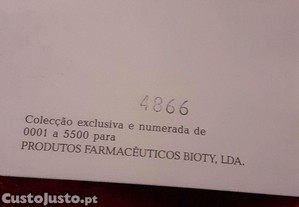 4866
Colecção exclusiva e numerada de
0001 a 5500 para
PRODUTOS FARMACÊUTICOS BIOTY, LDA.
CustoJusto.pt